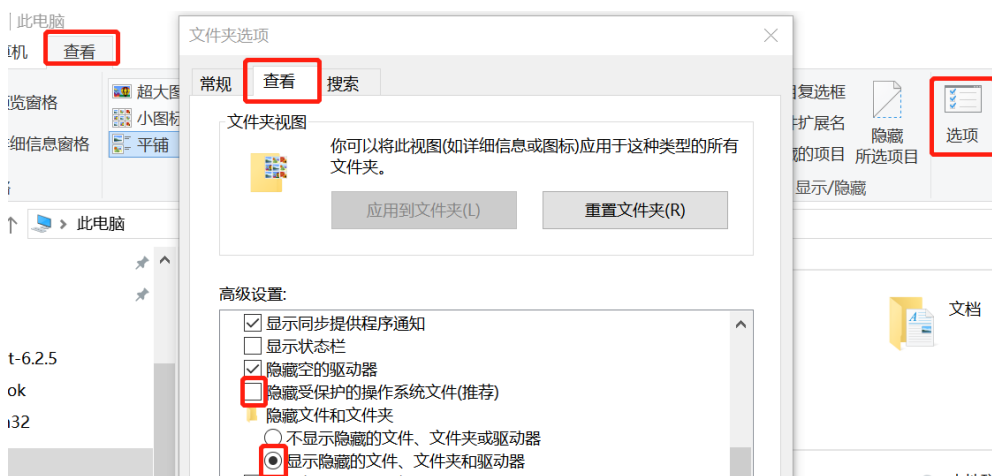 此电脑
查看
览窗格
超大图
小图标
细信息窗格
平铺
此电脑
t-6.2.5
ok
文件夹选项
常规
查看
搜索
文件夹视图
你可以将此视图(如详细信息或图标)应用于这种类型的所有
文件夹。
应用到文件夹(L)
重置文件夹(R)
高级设置:
显示同步提供程序通知
显示状态栏
隐藏空的驱动器
隐藏受保护的操作系统文件(推荐)
隐藏文件和文件夹
不显示隐藏的文件、文件夹或驱动器
显示隐藏的文件、文件夹和驱动器
复选框
扩展名
的项目
隐藏
所选项目
显示/隐藏
选项
文档